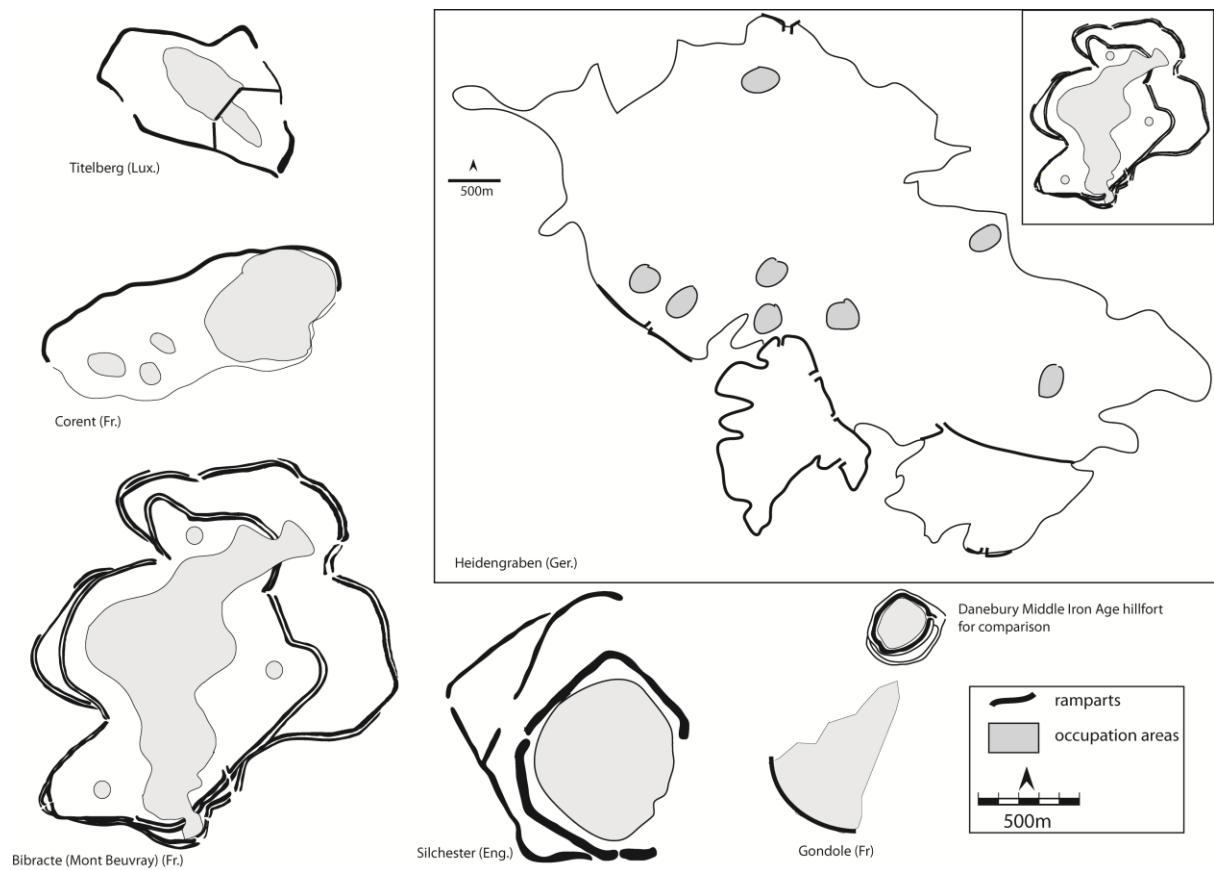 Titelberg (Lux.)
500m
Corent (Fr.)
Heidengraben (Ger.)
Danebury Middle Iron Age hillfort
for comparison
ramparts
occupation areas
500m
Silchester (Eng.)
Gondole (Fr)
Bibracte (Mont Beuvray) (Fr.)